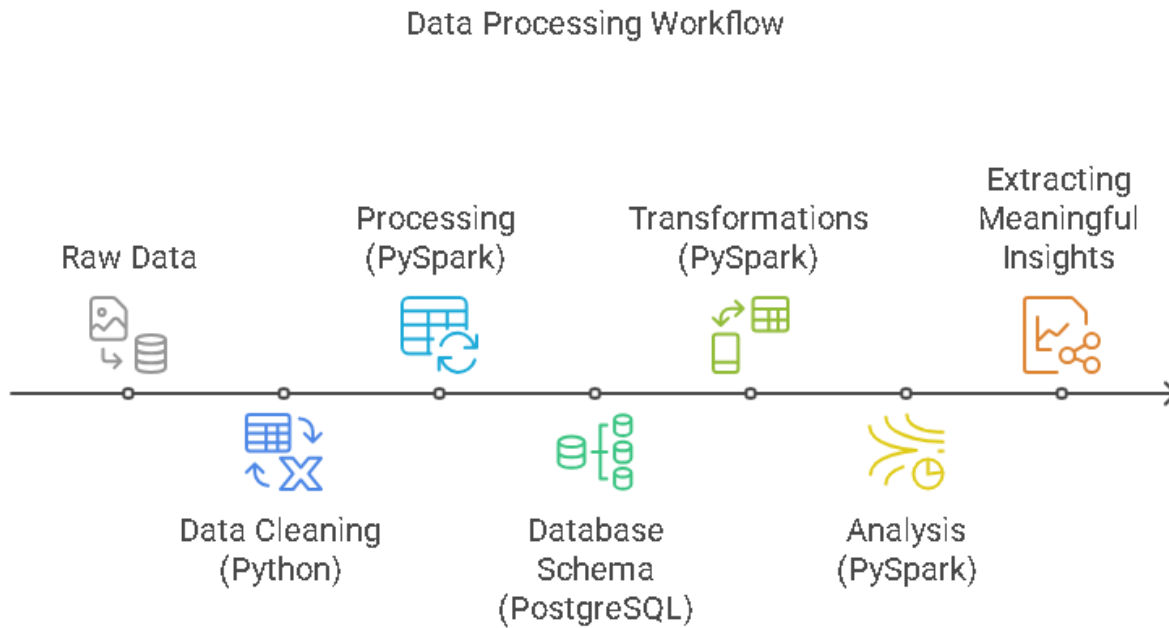 Data Processing Workflow
Raw Data
Data Cleaning
(Python)
Processing
(PySpark)
Database
Schema
(PostgreSQL)
Transformations
(PySpark)
Analysis
(PySpark)
Extracting
Meaningful
Insights